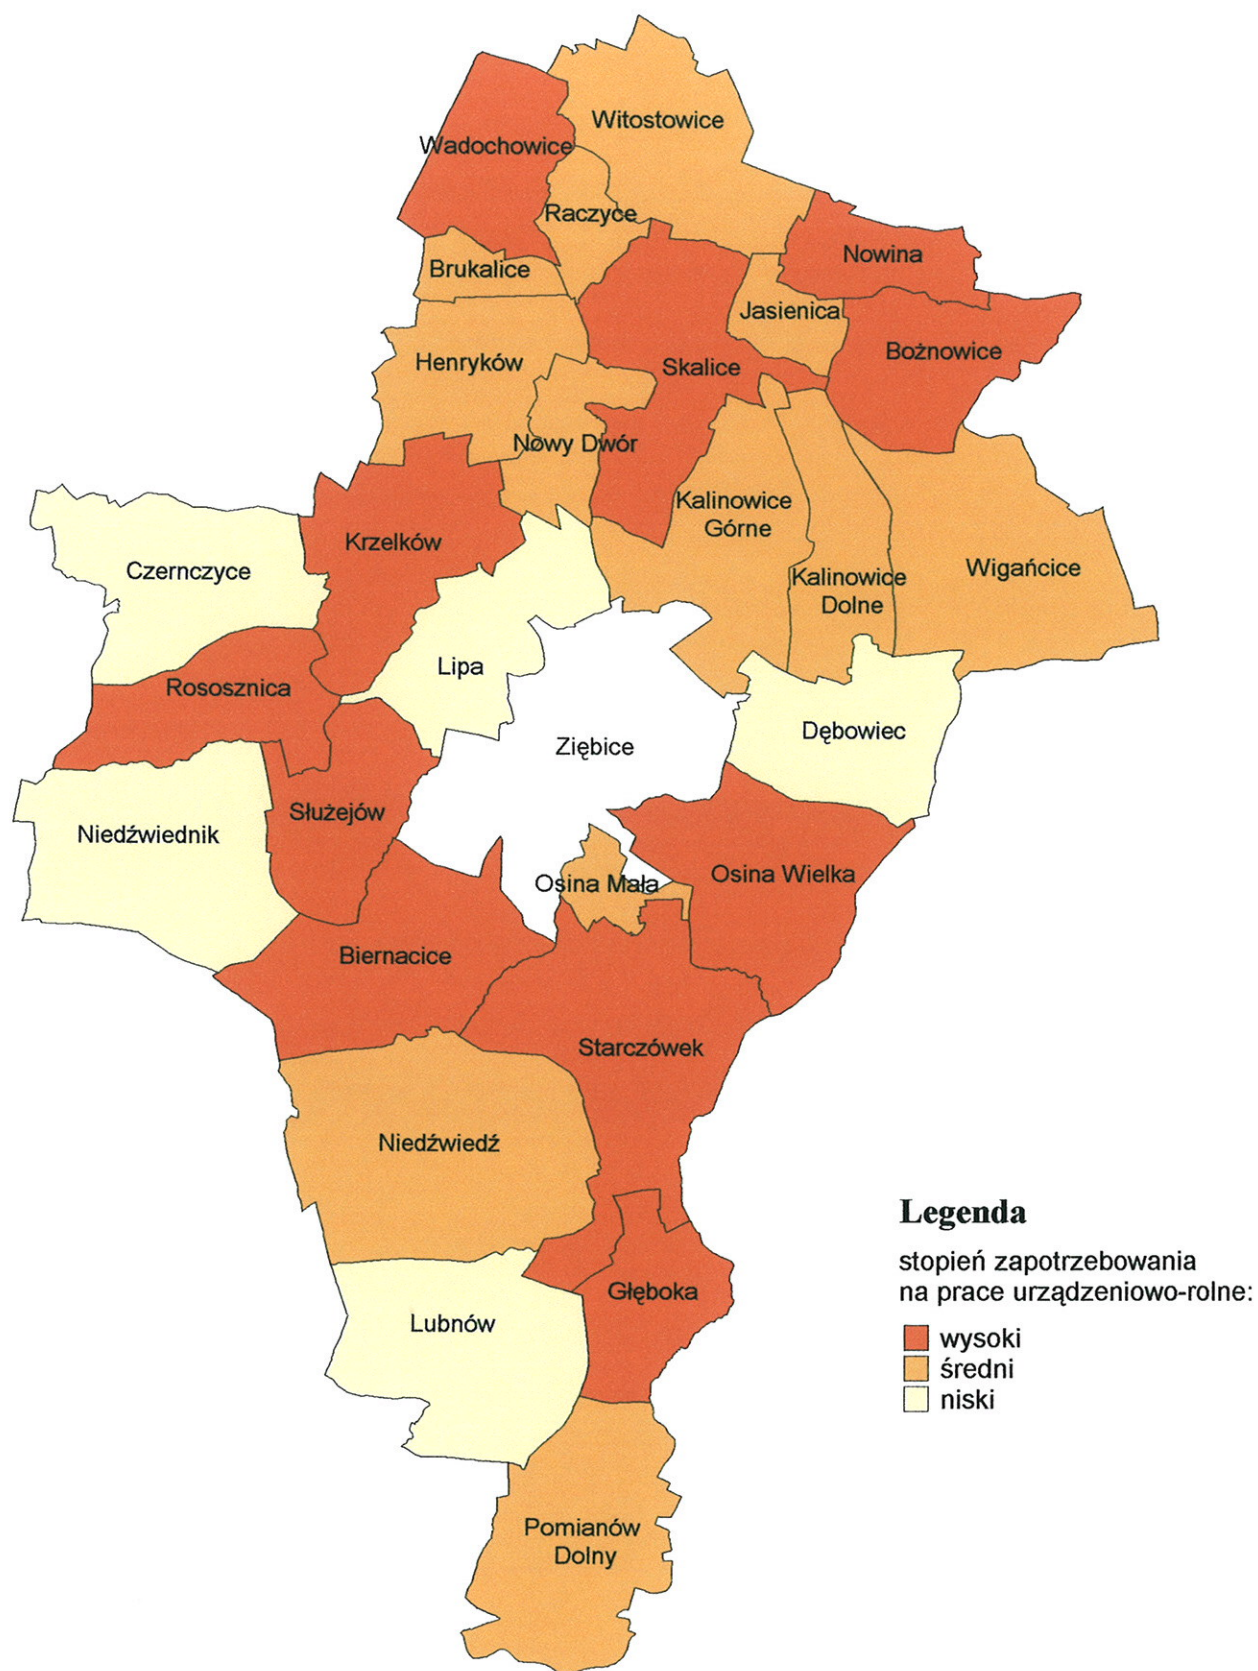 Witostowice
Wadochowice
Raczyce
Nowina
Brukalice
Jasienica
Bożnowice
Henryków
Skalice
Nowy Dwór
Kalinowice
Górne
Krzelków
Czernczyce
Wigańcice
Kalinowice
Dolne
Lipa
Rososznica
Dębowiec
Ziębice
Służejów
Niedźwiednik
Osina Wielka
Osina Mała
Biernacice
Starczówek
Niedźwiedź
Legenda
stopień zapotrzebowania
na prace urządzeniowo-rolne:
wysoki
średni
niski
Głęboka
Lubnów
Pomianów
Dolny